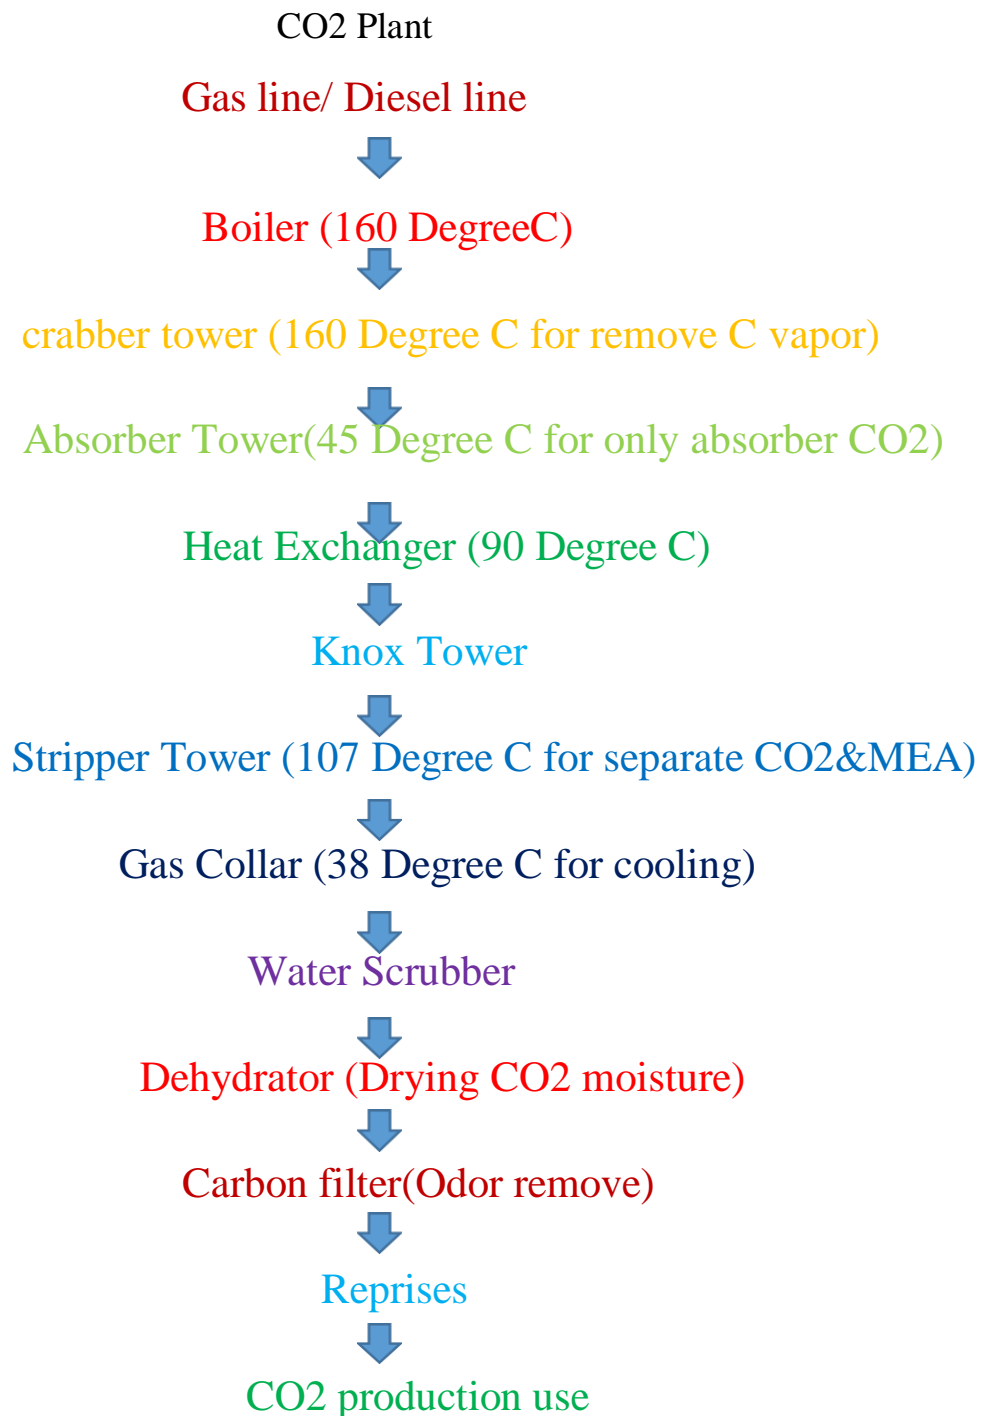 CO2 Plant
Gas line/ Diesel line
Boiler (160 DegreeC)
crabber tower (160 Degree C for remove C vapor)
Absorber Tower(45 Degree C for only absorber CO2)
Heat Exchanger (90 Degree C)
Knox Tower
Stripper Tower (107 Degree C for separate CO2&MEA)
Gas Collar (38 Degree C for cooling)
Water Scrubber
Dehydrator (Drying CO2 moisture)
Carbon filter(Odor remove)
Reprises
CO2 production use